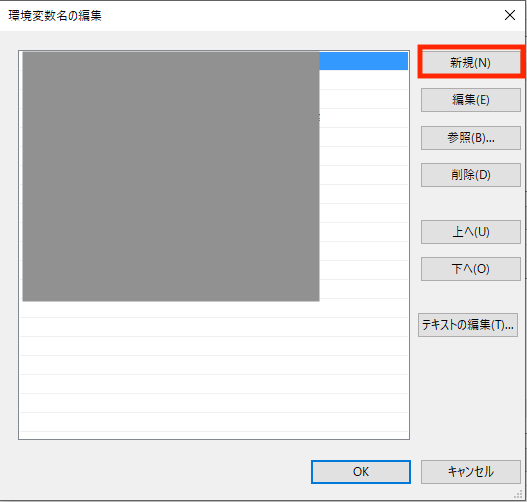 環境変数名の編集
新規(N)
編集(E)
参照(B)...
削除(D)
上へ(U)
下へ(O)
テキストの編集(T)...
OK
キャンセル